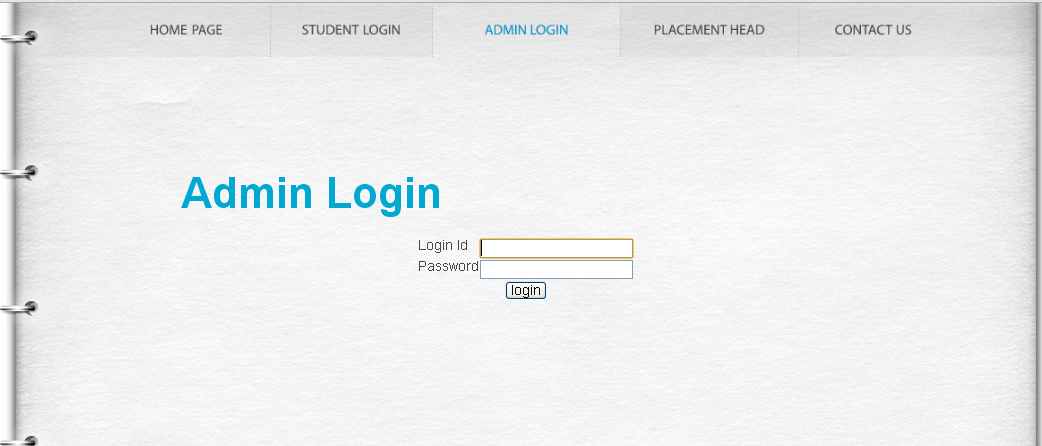 HOME PAGE STUDENT LOGIN ADMIN LOGIN PLACEMENT HEAD CONTACT US
Admin Login
Login Id
Password
login